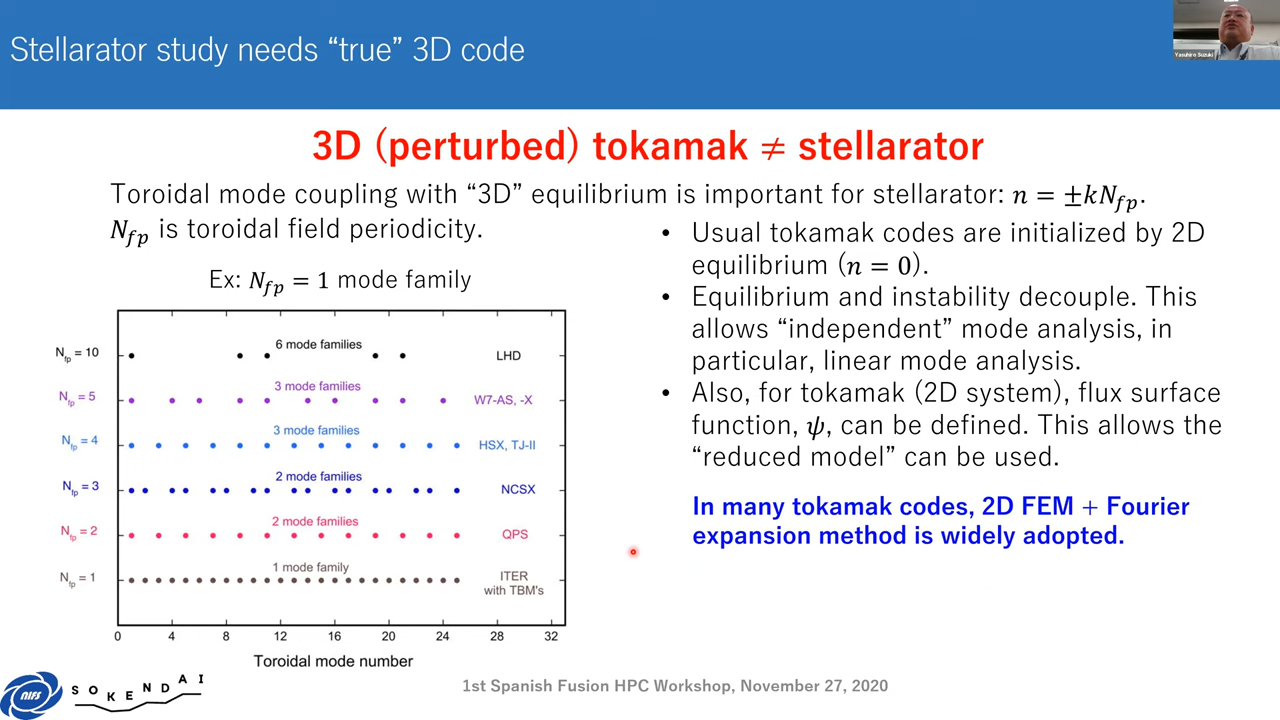 Stellarator study needs “true” 3D code
Yasuhiro Suzuki
3D (perturbed) tokamak ≠ stellarator
Toroidal mode coupling with “3D” equilibrium is important for stellarator: n = ±kN_fp.
N_fp is toroidal field periodicity.
Ex: N_fp = 1 mode family
N_fp = 10
6 mode families
LHD
N_fp = 5
3 mode families
W7-AS, -X
N_fp = 4
3 mode families
HSX, TJ-II
N_fp = 3
2 mode families
NCSX
N_fp = 2
2 mode families
QPS
N_fp = 1
1 mode family
ITER
with TBM's
0 4 8 12 16 20 24 28 32
Toroidal mode number
• Usual tokamak codes are initialized by 2D
equilibrium (n = 0).
• Equilibrium and instability decouple. This
allows “independent” mode analysis, in
particular, linear mode analysis.
• Also, for tokamak (2D system), flux surface
function, ψ, can be defined. This allows the
“reduced model” can be used.
In many tokamak codes, 2D FEM + Fourier
expansion method is widely adopted.
NIFS
SOKENDAI
1st Spanish Fusion HPC Workshop, November 27, 2020